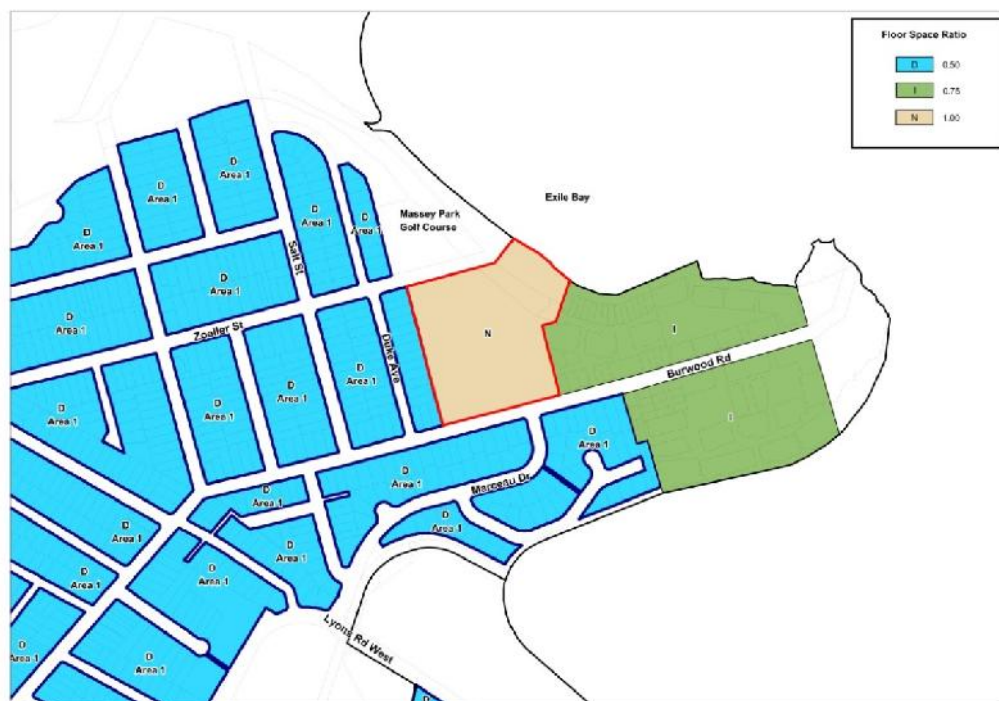 Floor Space Ratio
D 0.50
I 0.75
N 1.00
Exile Bay
Massey Park
Golf Course
D
Area 1
D
Area 1
D
Area 1
D
Area 1
D
Area 1
Salt St
D
Area 1
D
Area 1
Zoeller St
N
I
Duke Ave
D
Area 1
Burwood Rd
D
Area 1
D
Area 1
D
Area 1
I
D
Area 1
D
Area 1
D
Area 1
D
Area 1
D
Area 1
D
Area 1
D
Area 1
D
Area 1
D
Area 1
D
Area 1
Lyons Rd West
D